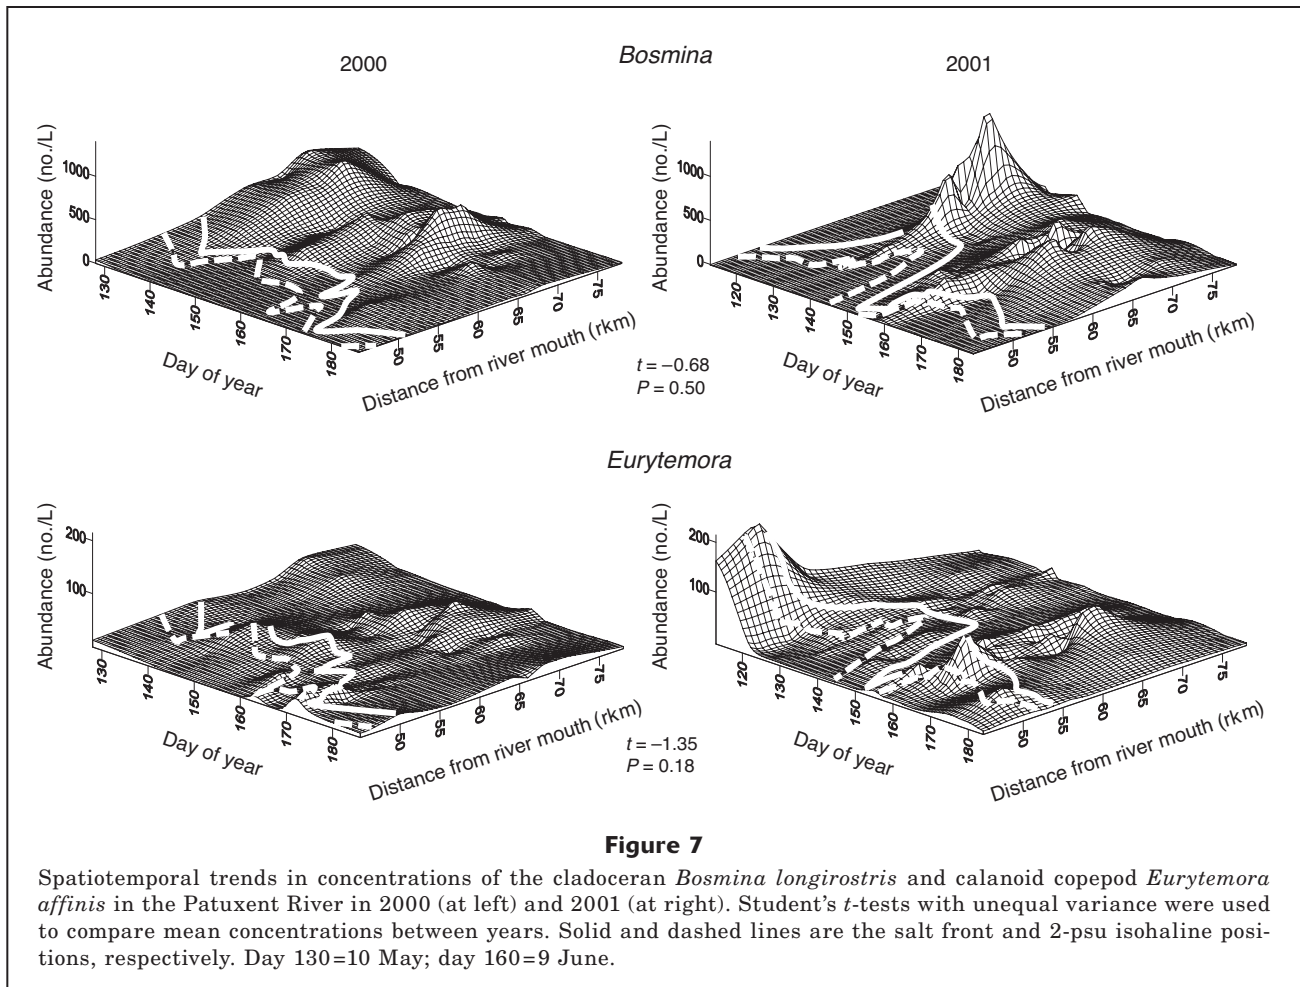 Bosmina
2000
2001
Abundance (no./L)
1000
500
0
130
140
150
160
170
180
Day of year
50
55
60
65
70
75
Distance from river mouth (rkm)
Abundance (no./L)
1000
500
0
120
130
140
150
160
170
180
Day of year
50
55
60
65
70
75
Distance from river mouth (rkm)
t = –0.68
P = 0.50
Eurytemora
Abundance (no./L)
200
100
130
140
150
160
170
180
Day of year
50
55
60
65
70
75
Distance from river mouth (rkm)
Abundance (no./L)
200
100
120
130
140
150
160
170
180
Day of year
50
55
60
65
70
75
Distance from river mouth (rkm)
t = –1.35
P = 0.18
Figure 7
Spatiotemporal trends in concentrations of the cladoceran Bosmina longirostris and calanoid copepod Eurytemora
affinis in the Patuxent River in 2000 (at left) and 2001 (at right). Student's t-tests with unequal variance were used
to compare mean concentrations between years. Solid and dashed lines are the salt front and 2-psu isohaline posi-
tions, respectively. Day 130=10 May; day 160=9 June.